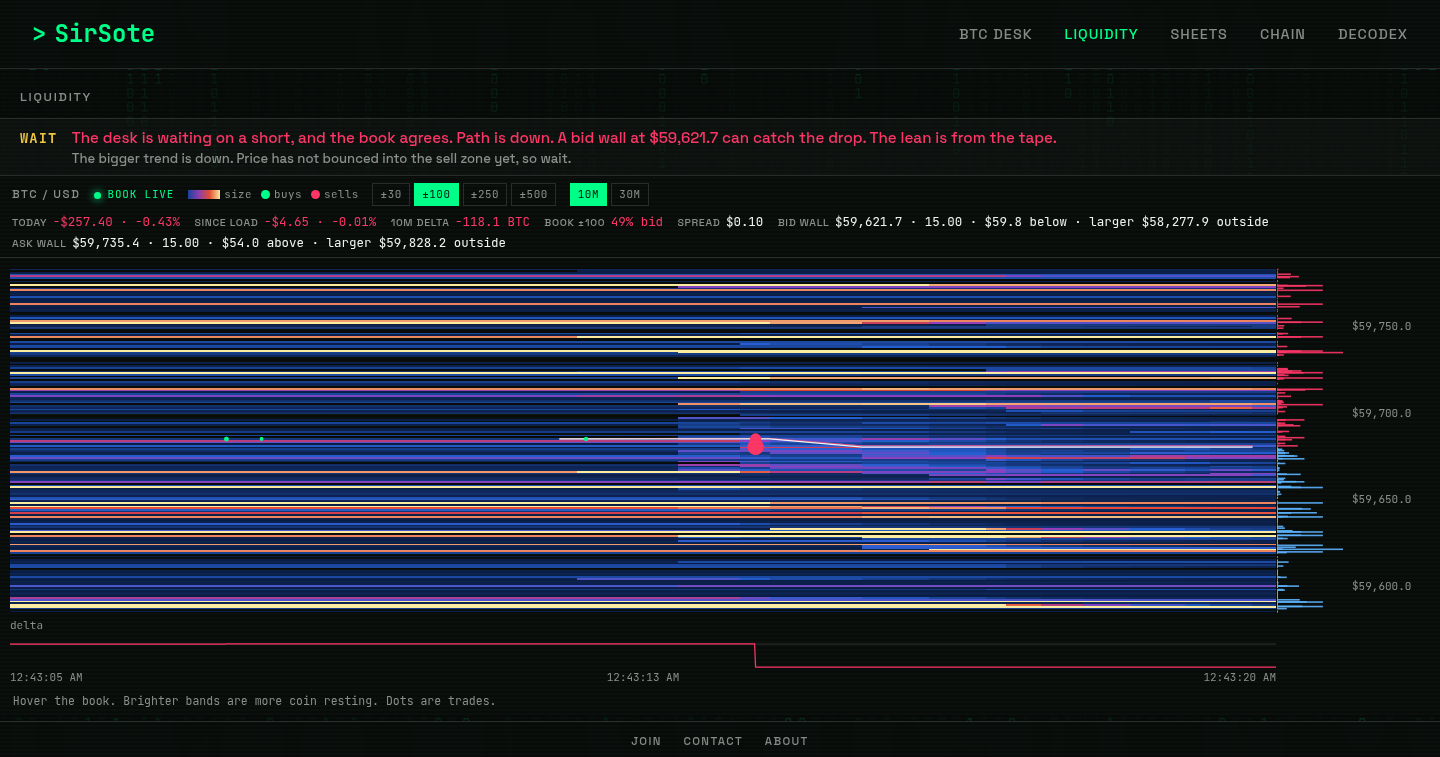 > SirSote
BTC DESK LIQUIDITY SHEETS CHAIN DECODEX
LIQUIDITY
WAIT The desk is waiting on a short, and the book agrees. Path is down. A bid wall at $59,621.7 can catch the drop. The lean is from the tape.
The bigger trend is down. Price has not bounced into the sell zone yet, so wait.
BTC / USD BOOK LIVE size buys sells ±30 ±100 ±250 ±500 10M 30M
TODAY -$257.40 · -0.43% SINCE LOAD -$4.65 · -0.01% 10M DELTA -118.1 BTC BOOK ±100 49% bid SPREAD $0.10 BID WALL $59,621.7 · 15.00 · $59.8 below · larger $58,277.9 outside
ASK WALL $59,735.4 · 15.00 · $54.0 above · larger $59,828.2 outside
$59,750.0
$59,700.0
$59,650.0
$59,600.0
delta
12:43:05 AM 12:43:13 AM 12:43:20 AM
Hover the book. Brighter bands are more coin resting. Dots are trades.
JOIN CONTACT ABOUT